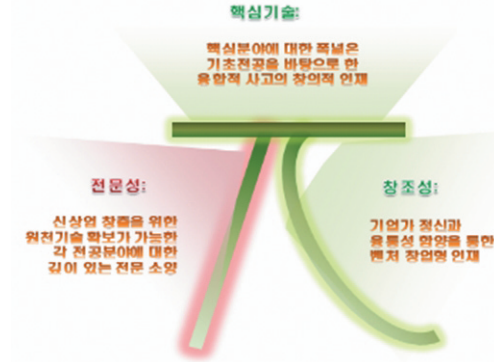 핵심기술:
핵심분야에 대한 폭넓은
기초전공을 바탕으로 한
융합적 사고의 창의적 인재
전문성:
신산업 창출을 위한
원천기술 확보가 가능한
각 전공분야에 대한
깊이 있는 전문 소양
창조성:
기업가 정신과
융통성 함양을 통한
벤처 창업형 인재